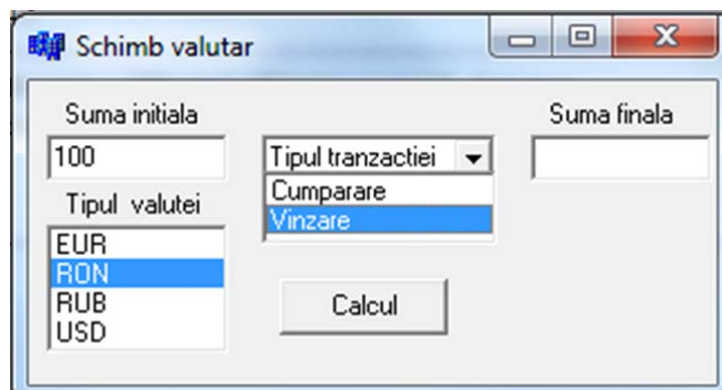 Schimb valutar
Suma initiala
Suma finala
100
Tipul tranzactiei
Cumparare
Vinzare
Tipul valutei
EUR
RON
RUB
USD
Calcul